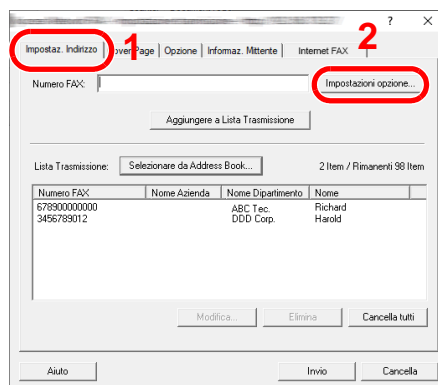 ? ×
Impostaz. Indirizzo 1 Page Opzione Informaz. Mittente Internet FAX 2
Numero FAX: Impostazioni opzione...
Aggiungere a Lista Trasmissione
Lista Trasmissione: Selezionare da Address Book... 2 Item / Rimanenti 98 Item
Numero FAX Nome Azienda Nome Dipartimento Nome
678900000000 ABC Tec. Richard
3456789012 DDD Corp. Harold
Modifica... Elimina Cancella tutti
Aiuto Invio Cancella